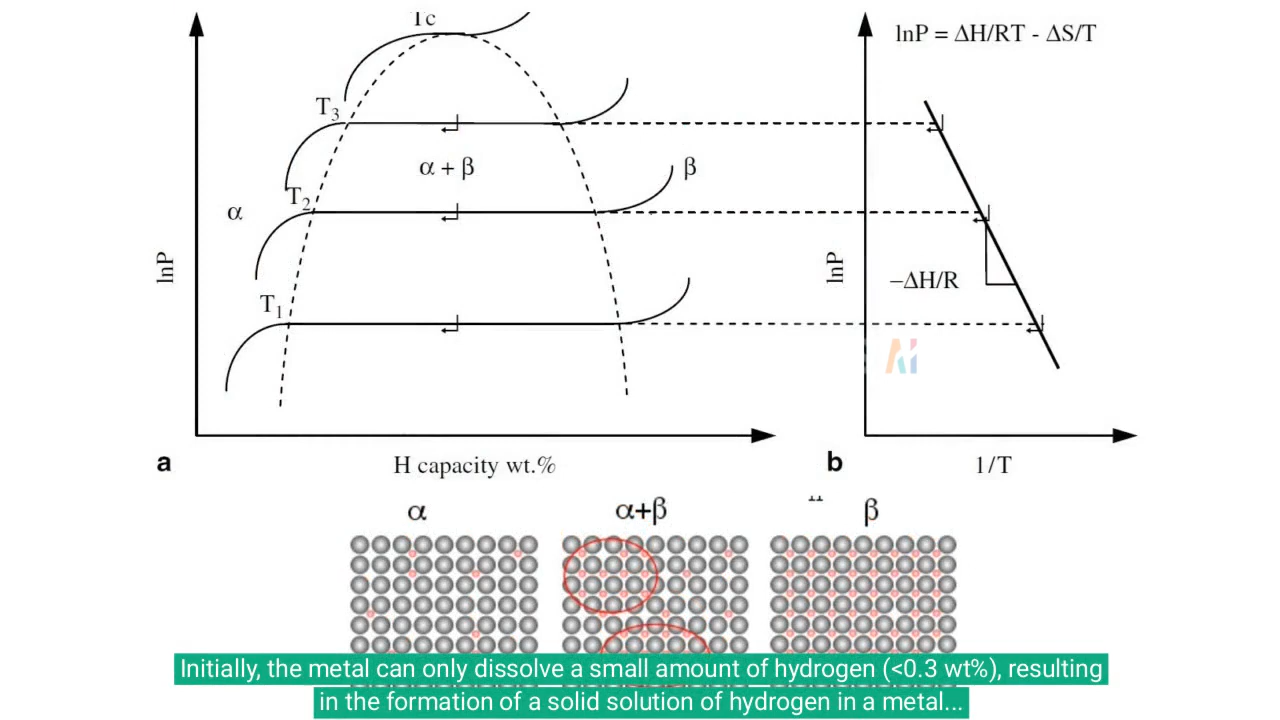 Tc
lnP = ΔH/RT - ΔS/T
T3
α + β
β
T2
α
lnP
lnP
−ΔH/R
T1
AI
a
H capacity wt.%
b
1/T
α
α+β
β
Initially, the metal can only dissolve a small amount of hydrogen (<0.3 wt%), resulting
in the formation of a solid solution of hydrogen in a metal...